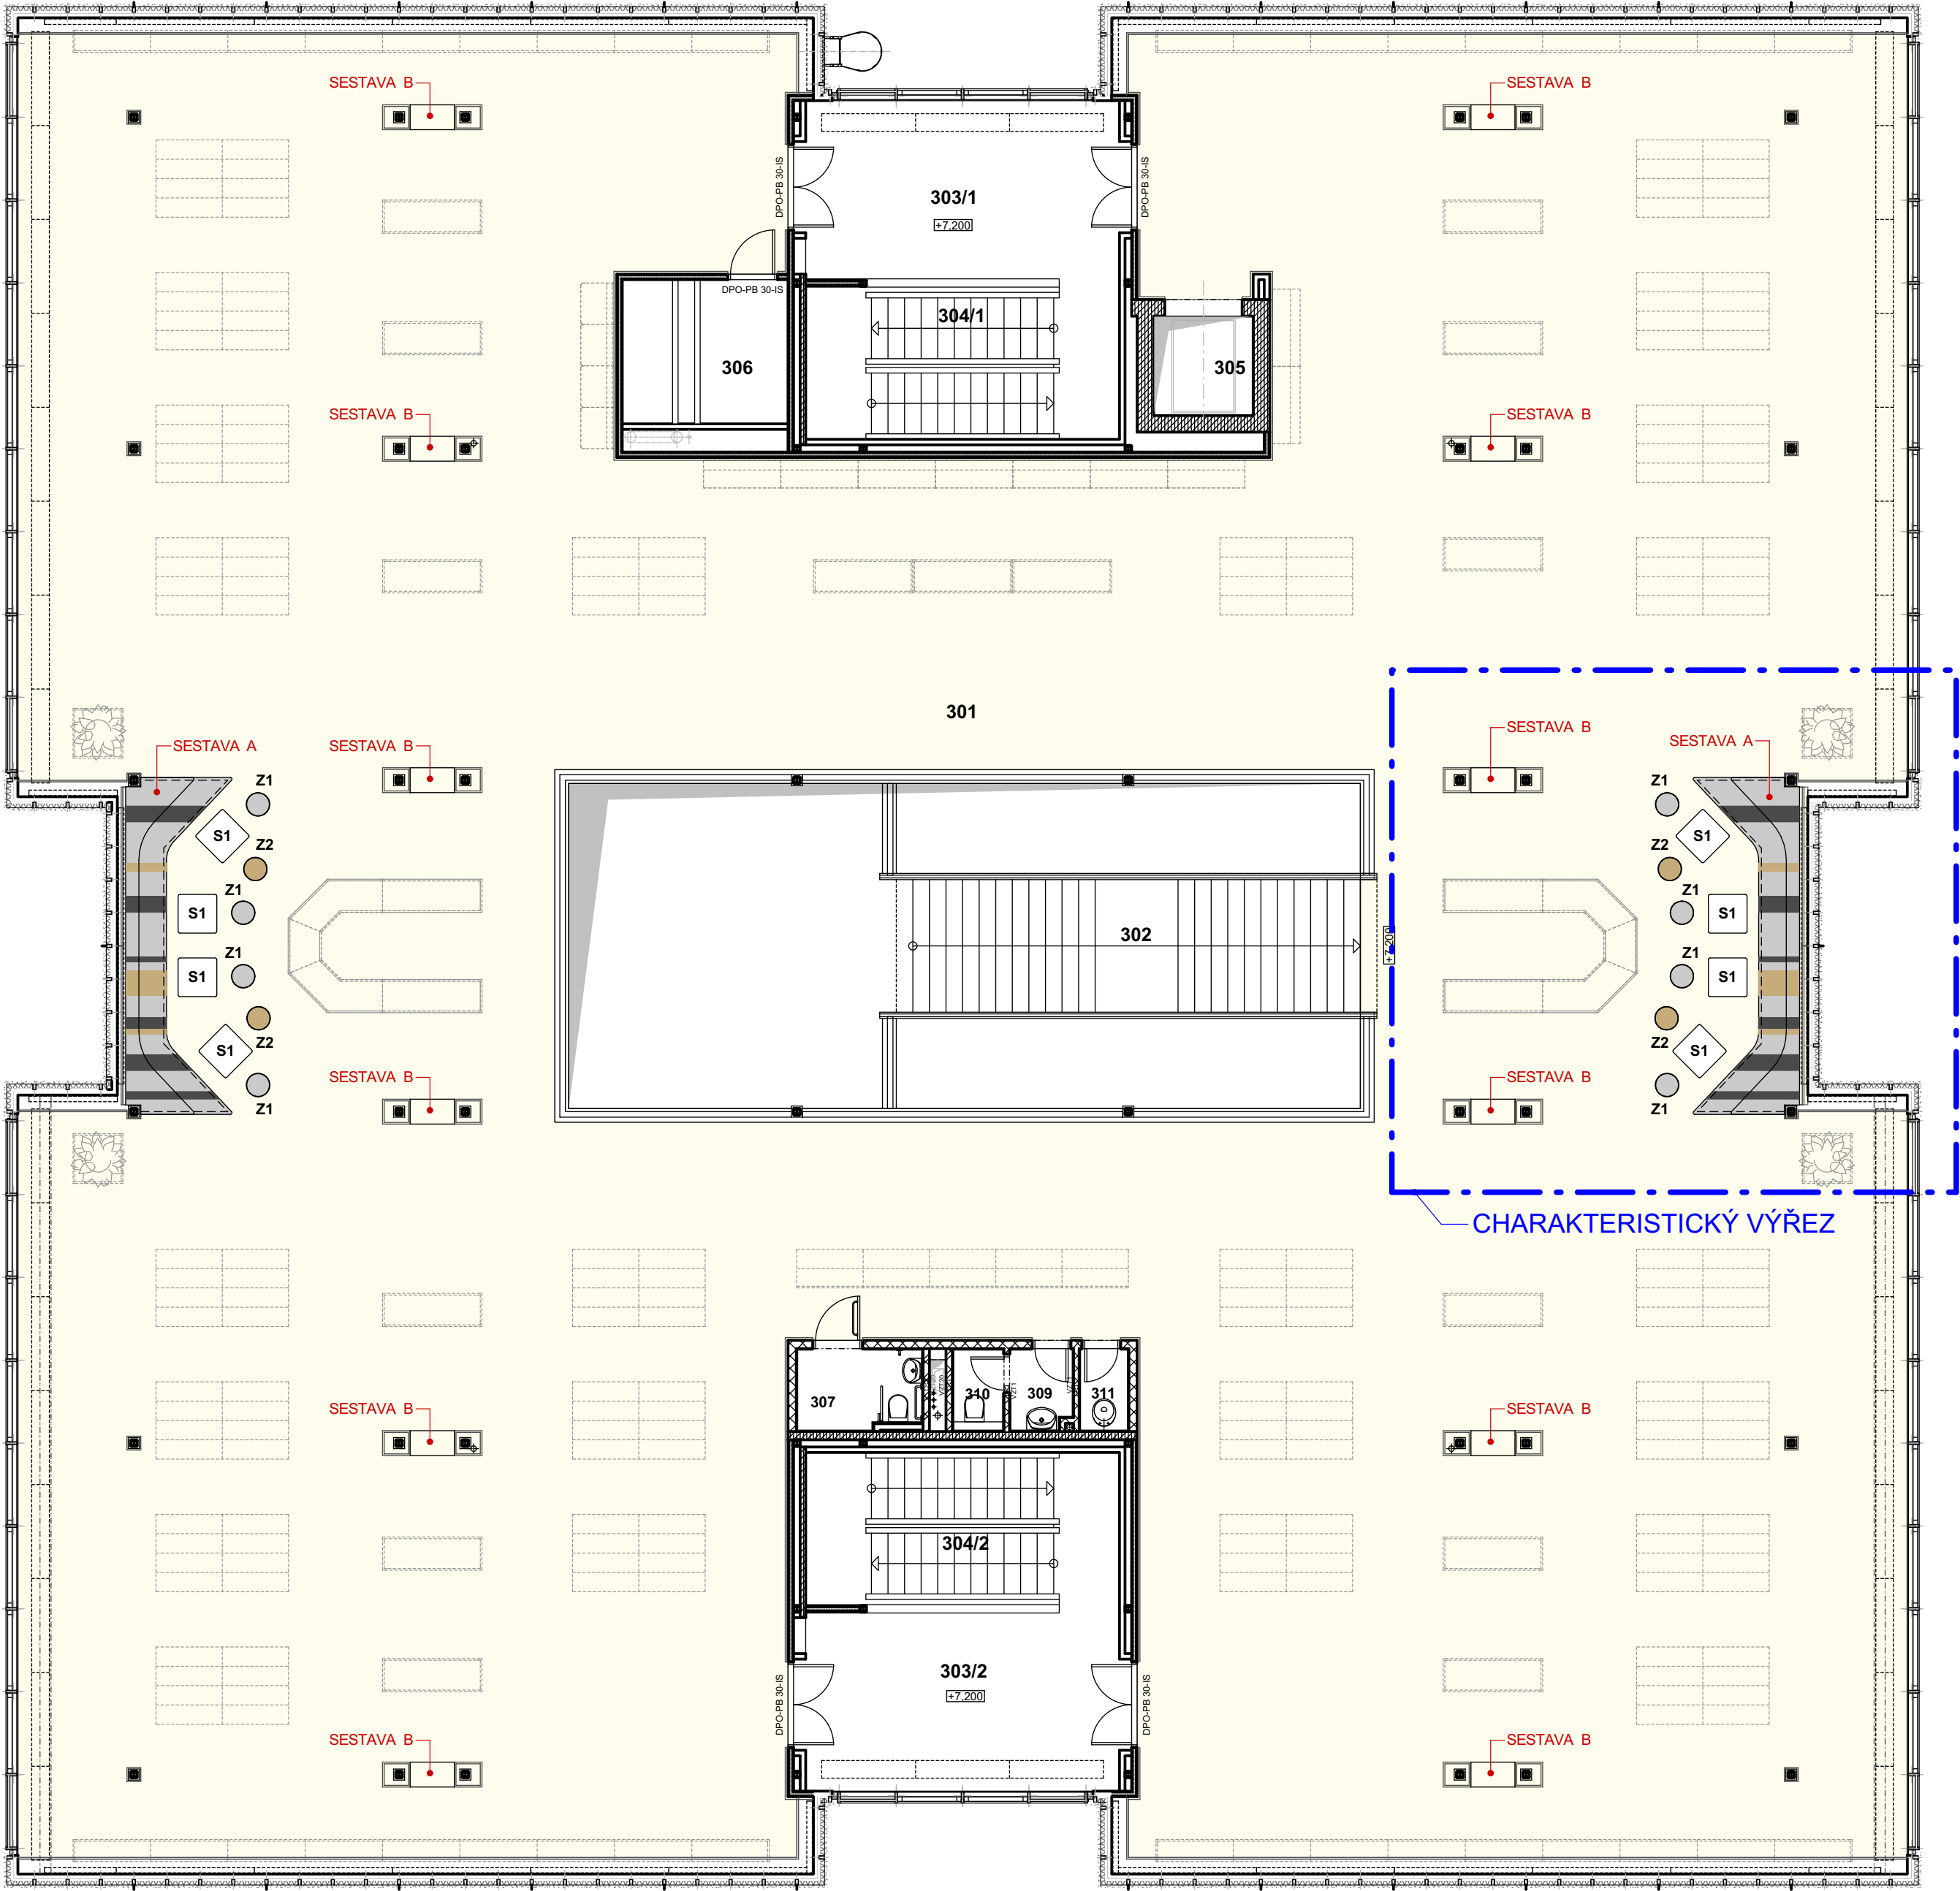 SESTAVA B
SESTAVA B
DPO-PB 30-IS
DPO-PB 30-IS
303/1
+7,200
DPO-PB 30-IS
304/1
306
305
SESTAVA B
SESTAVA B
301
SESTAVA A
SESTAVA B
SESTAVA B
SESTAVA A
Z1
Z1
S1
S1
Z2
Z2
Z1
Z1
S1
S1
302
+7,200
Z1
Z1
S1
S1
Z2
Z2
S1
S1
Z1
Z1
SESTAVA B
SESTAVA B
CHARAKTERISTICKÝ VÝŘEZ
307
310
309
311
VZT20
VZT1
SESTAVA B
SESTAVA B
304/2
303/2
+7,200
DPO-PB 30-IS
DPO-PB 30-IS
SESTAVA B
SESTAVA B